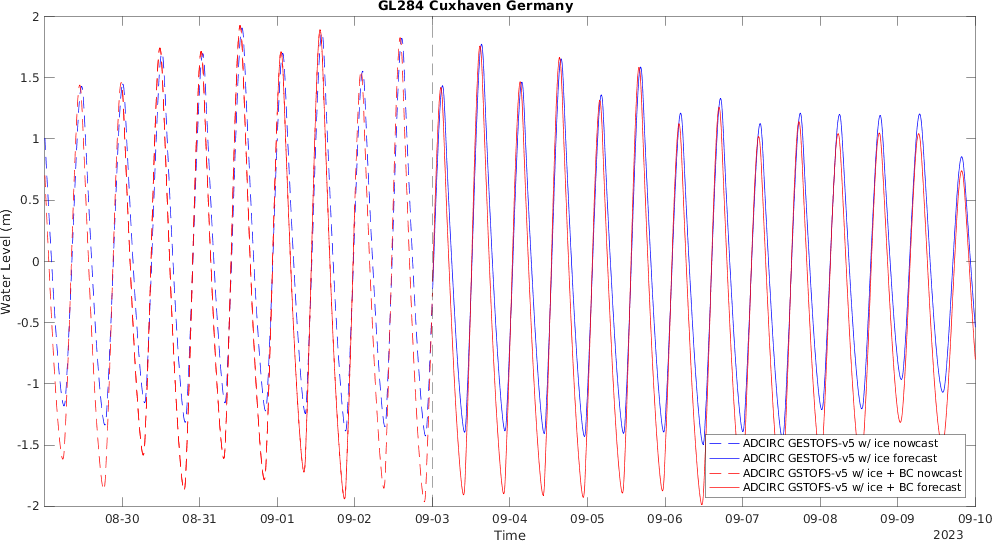 GL284 Cuxhaven Germany
2
1.5
1
0.5
0
-0.5
-1
-1.5
-2
Water Level (m)
ADCIRC GESTOFS-v5 w/ ice nowcast
ADCIRC GESTOFS-v5 w/ ice forecast
ADCIRC GSTOFS-v5 w/ ice + BC nowcast
ADCIRC GSTOFS-v5 w/ ice + BC forecast
08-30 08-31 09-01 09-02 09-03 09-04 09-05 09-06 09-07 09-08 09-09 09-10
Time
2023